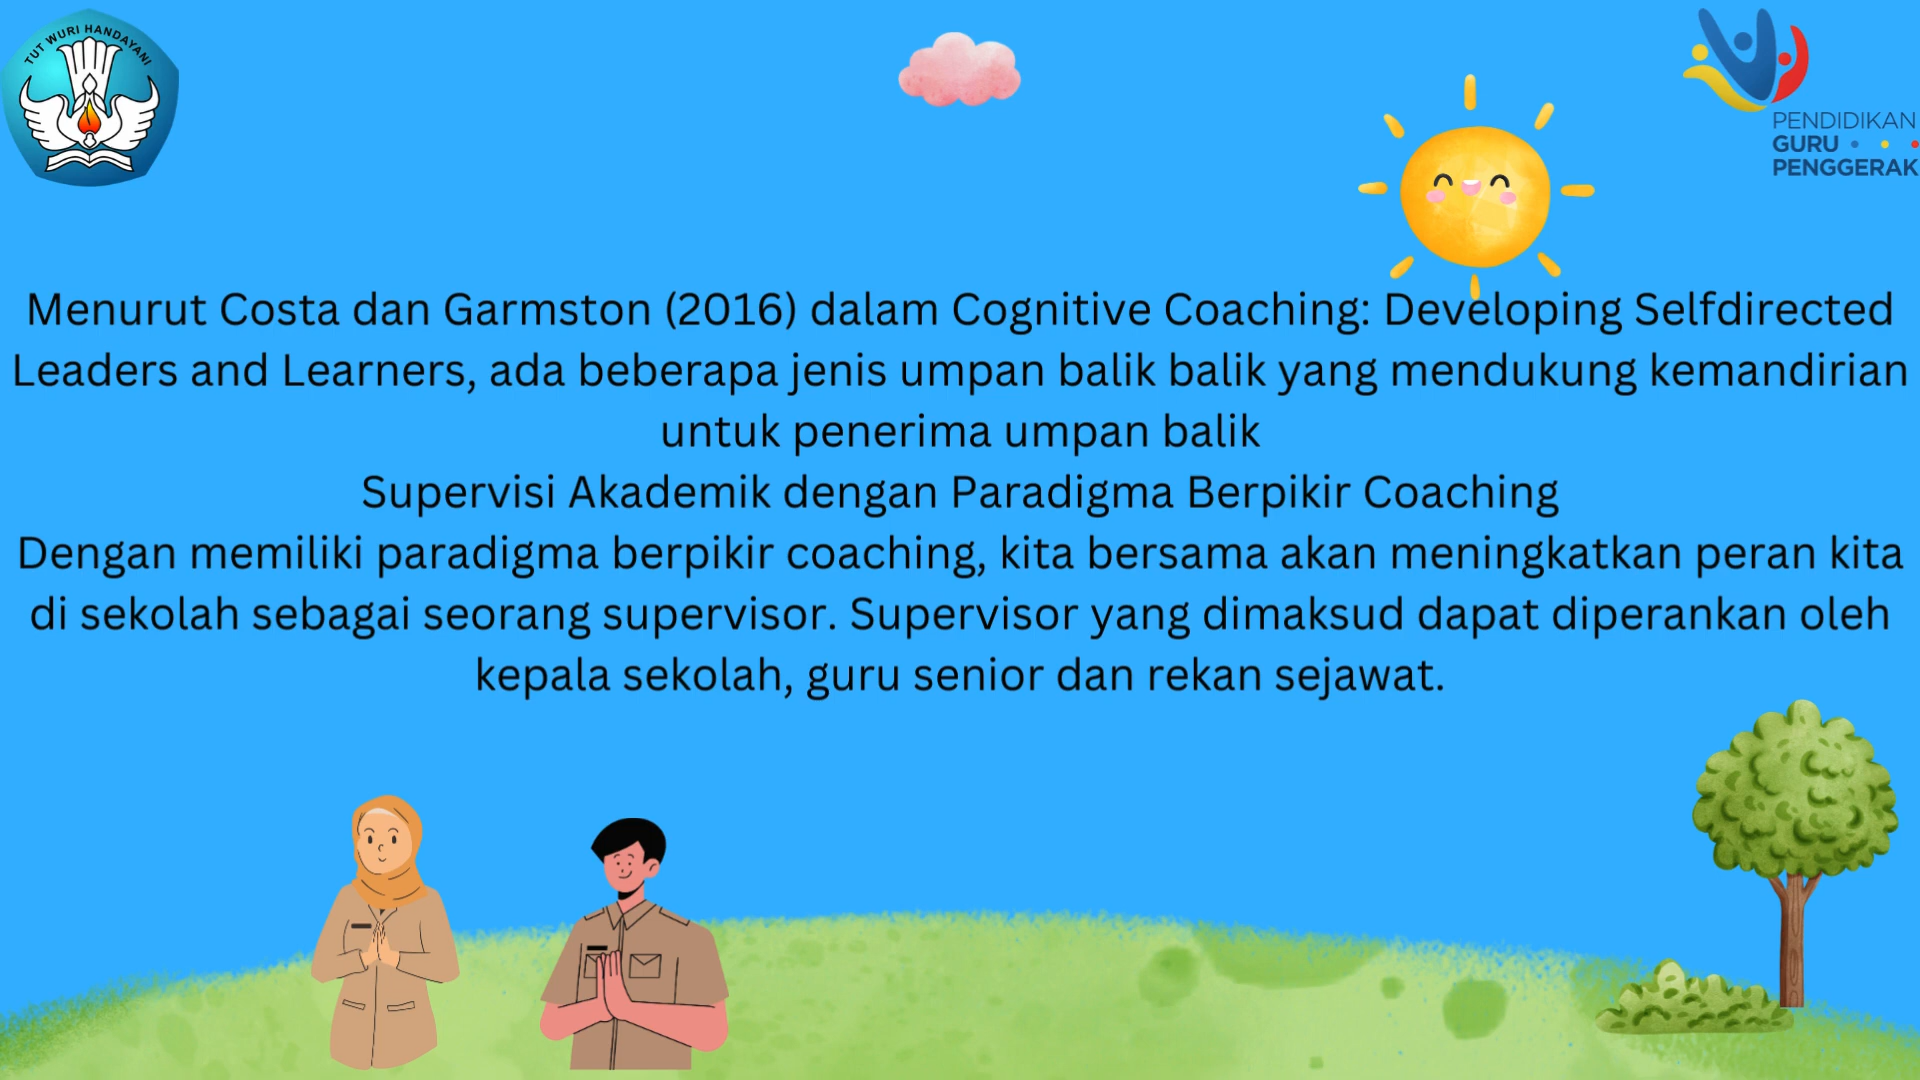 TUT WURI HANDAYANI
PENDIDIKAN
GURU
PENGGERAK
Menurut Costa dan Garmston (2016) dalam Cognitive Coaching: Developing Selfdirected
Leaders and Learners, ada beberapa jenis umpan balik balik yang mendukung kemandirian
untuk penerima umpan balik
Supervisi Akademik dengan Paradigma Berpikir Coaching
Dengan memiliki paradigma berpikir coaching, kita bersama akan meningkatkan peran kita
di sekolah sebagai seorang supervisor. Supervisor yang dimaksud dapat diperankan oleh
kepala sekolah, guru senior dan rekan sejawat.